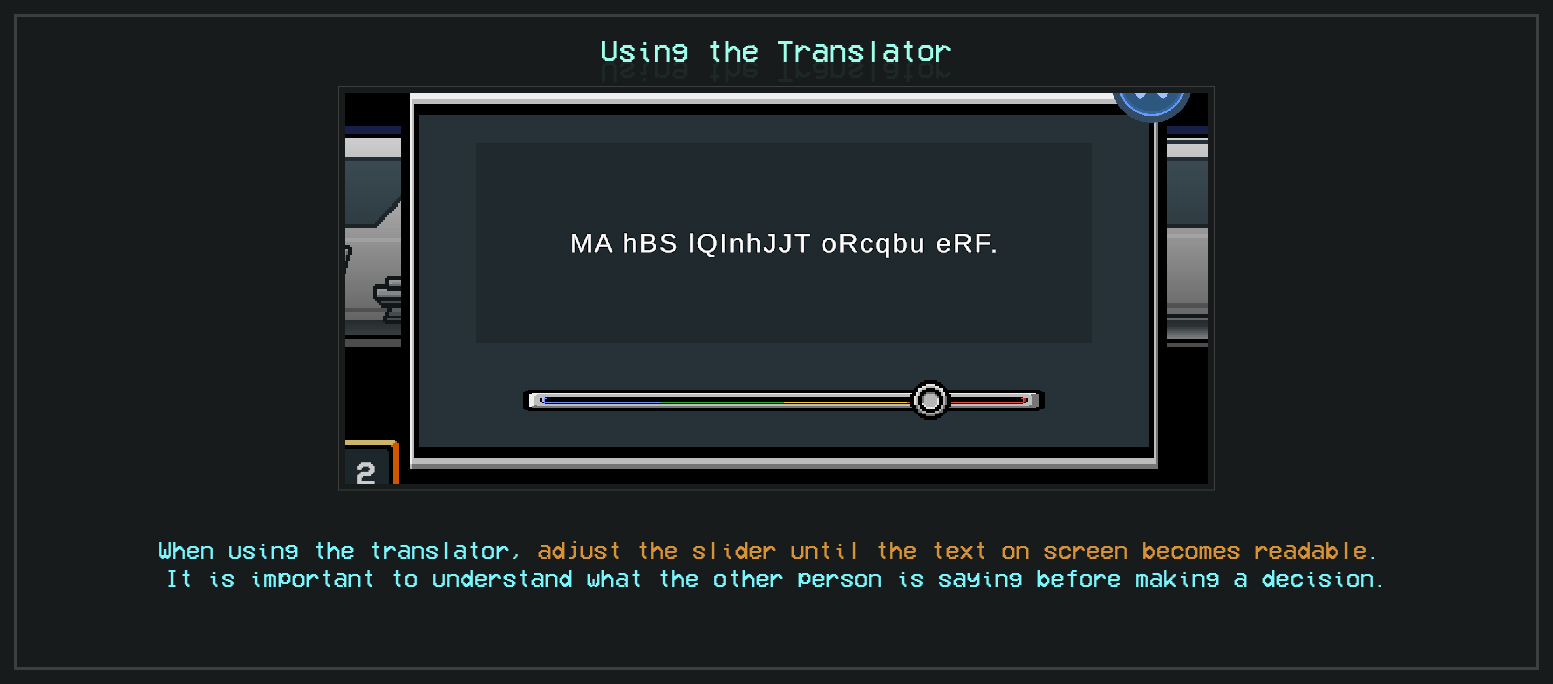 Using the Translator
MA hBS lQInhJJT oRcqbu eRF.
2
When using the translator, adjust the slider until the text on screen becomes readable.
It is important to understand what the other person is saying before making a decision.